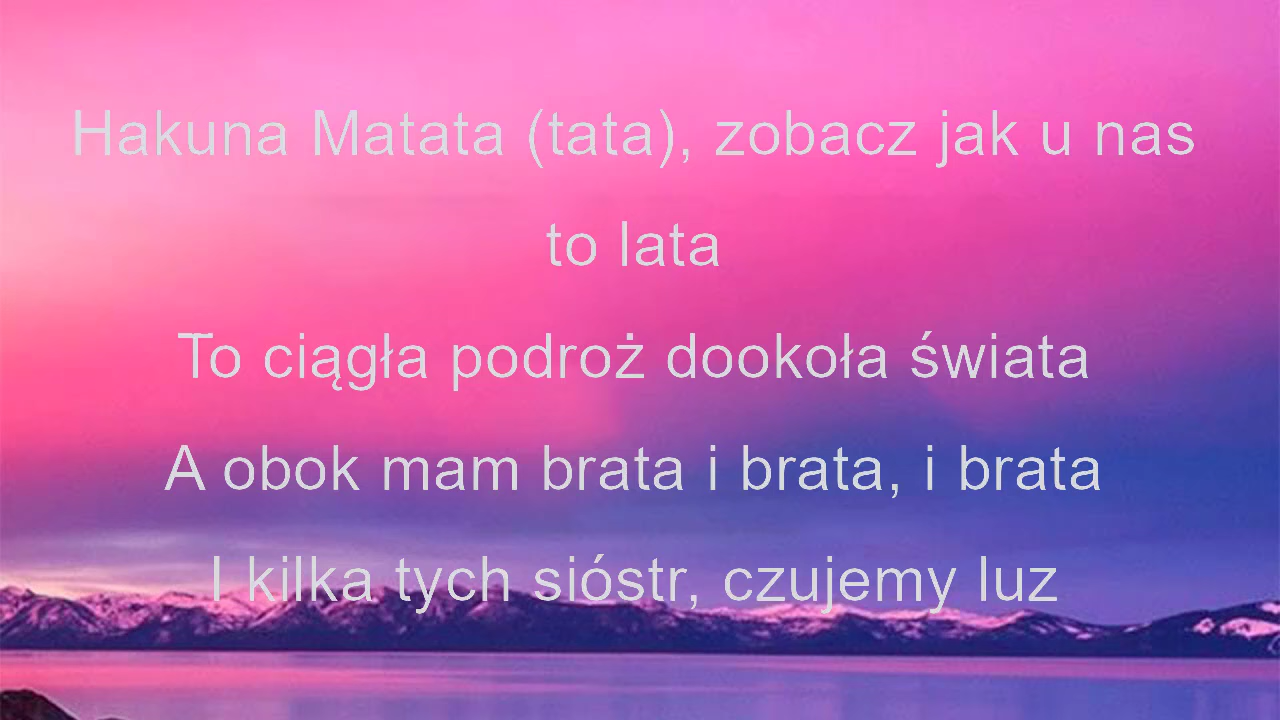 Hakuna Matata (tata), zobacz jak u nas
to lata
To ciągła podroż dookoła świata
A obok mam brata i brata, i brata
I kilka tych sióstr, czujemy luz